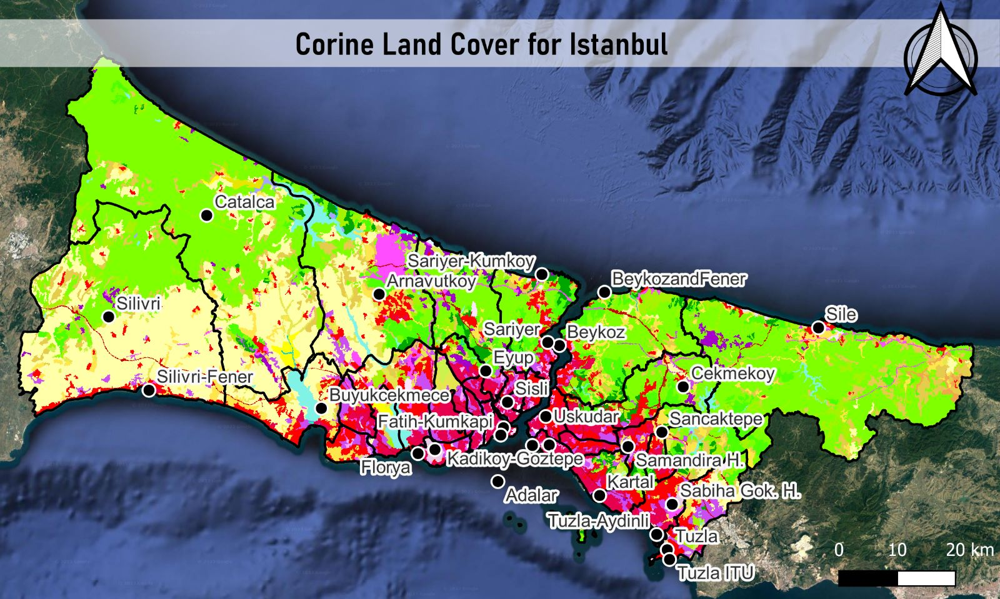 Corine Land Cover for Istanbul
Catalca
Sariyer-Kumkoy
Arnavutkoy
BeykozandFener
Silivri
Sile
Sariyer
Beykoz
Eyup
Silivri-Fener
Cekmekoy
Buyukcekmece
Sisli
Fatih-Kumkapi
Uskudar
Sancaktepe
Florya
Kadikoy-Goztepe
Samandira H.
Kartal
Adalar
Sabiha Gok. H.
Tuzla-Aydinli
Tuzla
Tuzla ITU
0 10 20 km